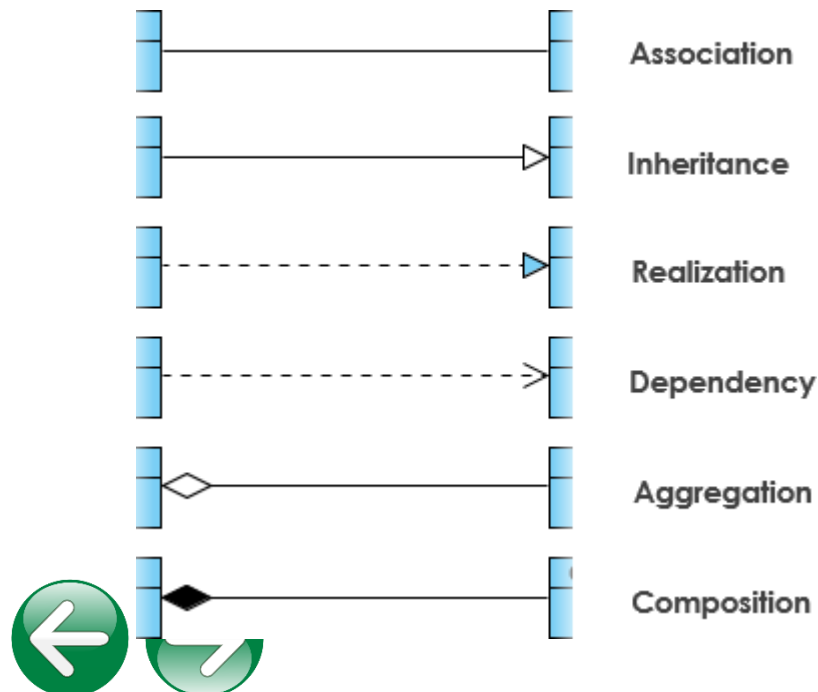 Association
Inheritance
Realization
Dependency
Aggregation
Composition